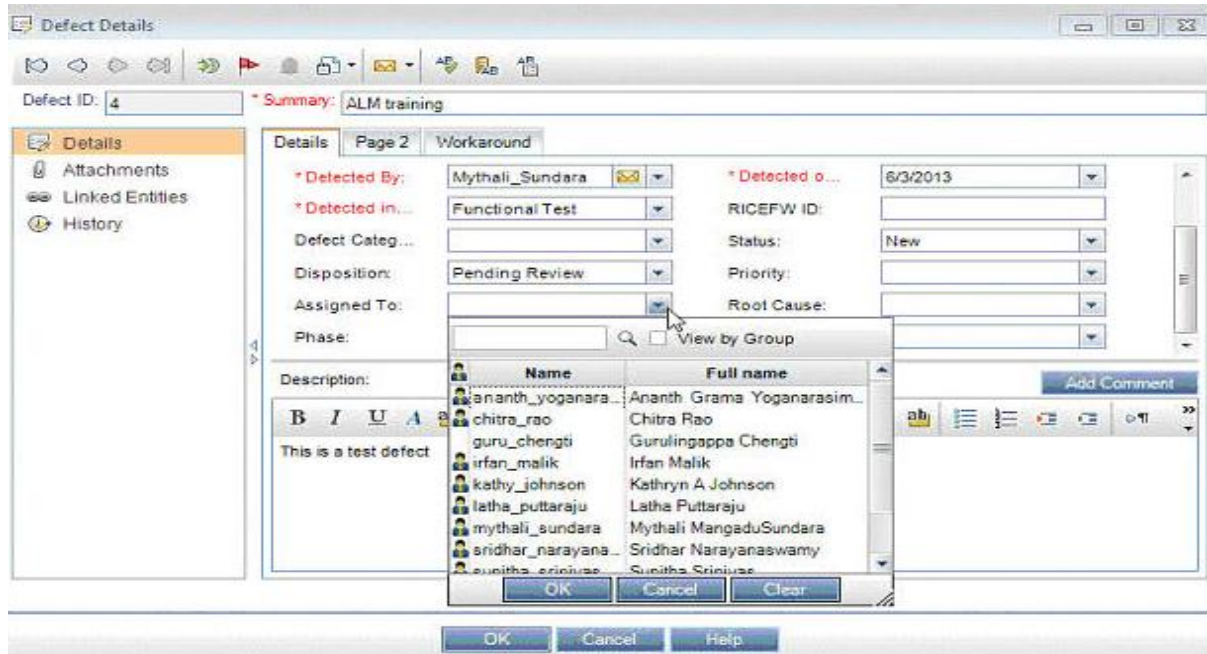 Defect Details
Defect ID: 4 * Summary: ALM training
Details
Attachments
Linked Entities
History
Details Page 2 Workaround
* Detected By: Mythali_Sundara * Detected o... 6/3/2013
* Detected in... Functional Test RICEFW ID:
Defect Categ... Status: New
Disposition: Pending Review Priority:
Assigned To: Root Cause:
Phase: View by Group
Name Full name
ananth_yoganara... Ananth Grama Yoganarasim...
chitra_rao Chitra Rao
guru_chengti Gurulingappa Chengti
irfan_malik Irfan Malik
kathy_johnson Kathryn A Johnson
latha_puttaraju Latha Puttaraju
mythali_sundara Mythali MangaduSundara
sridhar_narayana... Sridhar Narayanaswamy
sunitha_srinivas Sunitha Srinivas
OK Cancel Clear
Description: Add Comment
B I U A ab
This is a test defect
OK Cancel Help